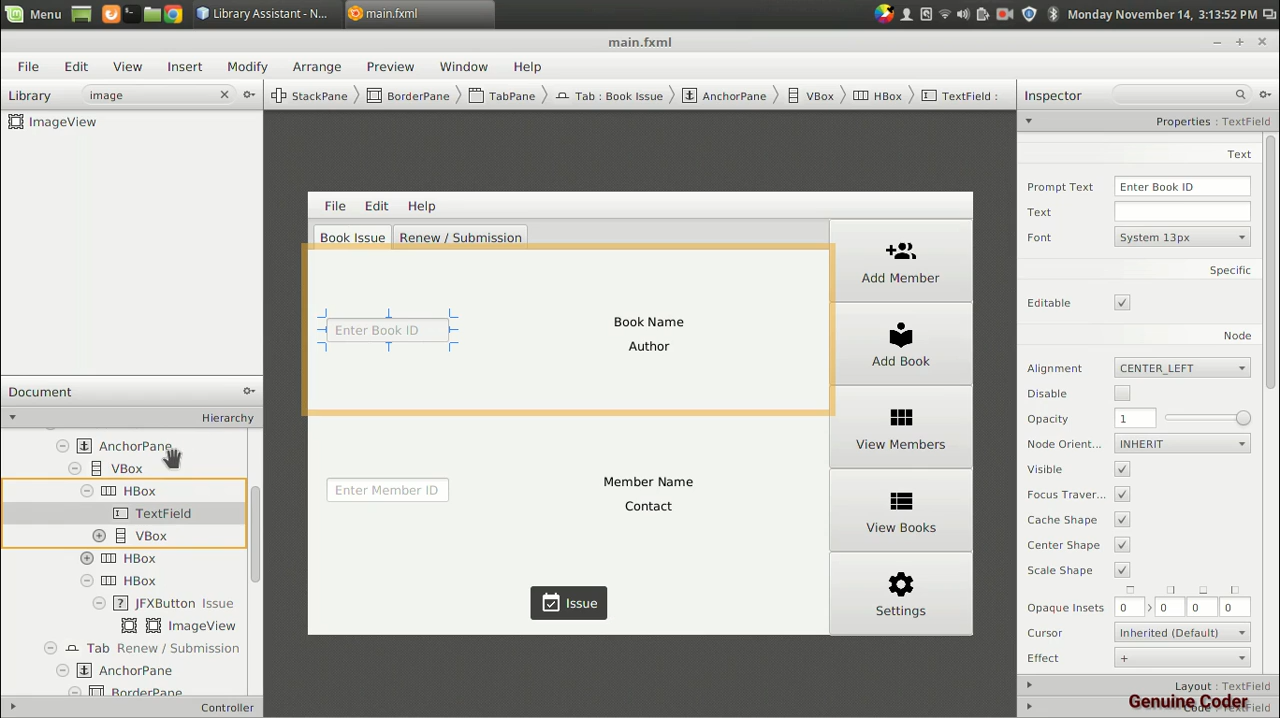 Menu
Library Assistant - N...
main.fxml
Monday November 14, 3:13:52 PM
main.fxml
File Edit View Insert Modify Arrange Preview Window Help
Library
image
StackPane BorderPane TabPane Tab : Book Issue AnchorPane VBox HBox TextField :
Inspector
ImageView
Properties : TextField
Text
Prompt Text Enter Book ID
Text
Font System 13px
Specific
Editable
Node
Alignment CENTER_LEFT
Disable
Opacity 1
Node Orient... INHERIT
Visible
Focus Traver...
Cache Shape
Center Shape
Scale Shape
Opaque Insets 0 0 0 0
Cursor Inherited (Default)
Effect +
Layout : TextField
Code : TextField
File Edit Help
Book Issue Renew / Submission
Enter Book ID
Book Name
Author
Enter Member ID
Member Name
Contact
Issue
Add Member
Add Book
View Members
View Books
Settings
Document
Hierarchy
AnchorPane
VBox
HBox
TextField
VBox
HBox
HBox
JFXButton Issue
ImageView
Tab Renew / Submission
AnchorPane
BorderPane
Controller
Genuine Coder